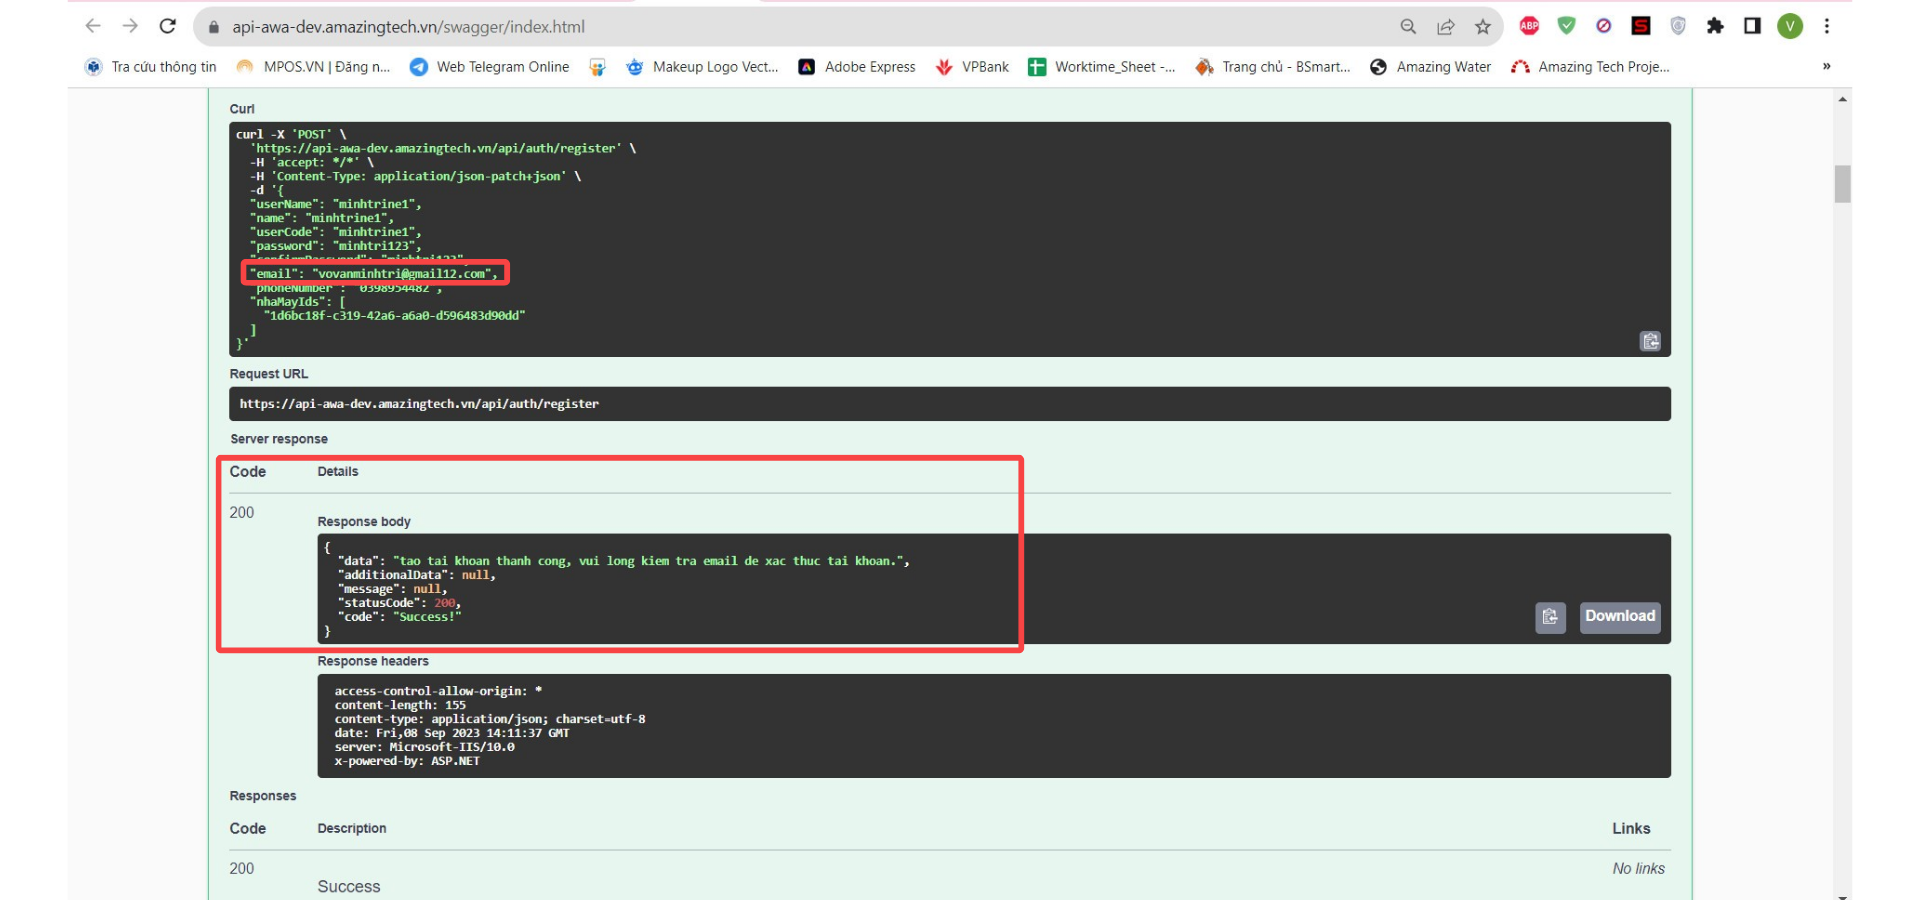 api-awa-dev.amazingtech.vn/swagger/index.html
ABP
S
V
Tra cứu thông tin
MPOS.VN | Đăng n...
Web Telegram Online
Makeup Logo Vect...
Adobe Express
VPBank
Worktime_Sheet -...
Trang chủ - BSmart...
Amazing Water
Amazing Tech Proje...
»
Curl
curl -X 'POST' \
'https://api-awa-dev.amazingtech.vn/api/auth/register' \
-H 'accept: */*' \
-H 'Content-Type: application/json-patch+json' \
-d '{
"userName": "minhtrine1",
"name": "minhtrine1",
"userCode": "minhtrine1",
"password": "minhtri123",
"confirmPassword": "minhtri123",
"email": "vovanminhtri@gmail12.com",
"phoneNumber": "0398954482",
"nhaMayIds": [
"1d6bc18f-c319-42a6-a6a0-d596483d90dd"
]
}'
Request URL
https://api-awa-dev.amazingtech.vn/api/auth/register
Server response
Code Details
200
Response body
{
"data": "tao tai khoan thanh cong, vui long kiem tra email de xac thuc tai khoan.",
"additionalData": null,
"message": null,
"statusCode": 200,
"code": "Success!"
}
Download
Response headers
access-control-allow-origin: *
content-length: 155
content-type: application/json; charset=utf-8
date: Fri,08 Sep 2023 14:11:37 GMT
server: Microsoft-IIS/10.0
x-powered-by: ASP.NET
Responses
Code Description Links
200 No links
Success